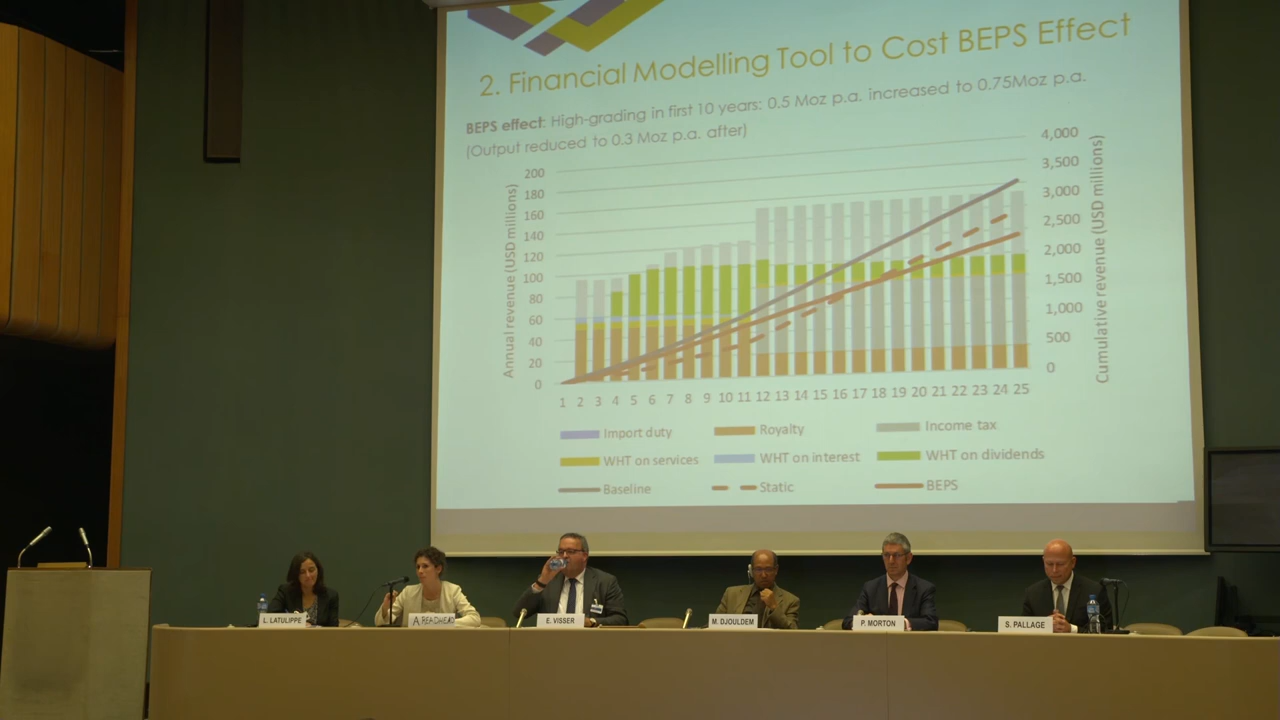 2. Financial Modelling Tool to Cost BEPS Effect
BEPS effect: High-grading in first 10 years: 0.5 Moz p.a. increased to 0.75Moz p.a.
(Output reduced to 0.3 Moz p.a. after)
Annual revenue (USD millions)
200
180
160
140
120
100
80
60
40
20
0
4,000
3,500
3,000
2,500
2,000
1,500
1,000
500
0
Cumulative revenue (USD millions)
1 2 3 4 5 6 7 8 9 10 11 12 13 14 15 16 17 18 19 20 21 22 23 24 25
Import duty Royalty Income tax
WHT on services WHT on interest WHT on dividends
Baseline Static BEPS
L. LATULIPPE
A. READHEAD
E. VISSER
M. DJOULDEM
P. MORTON
S. PALLAGE